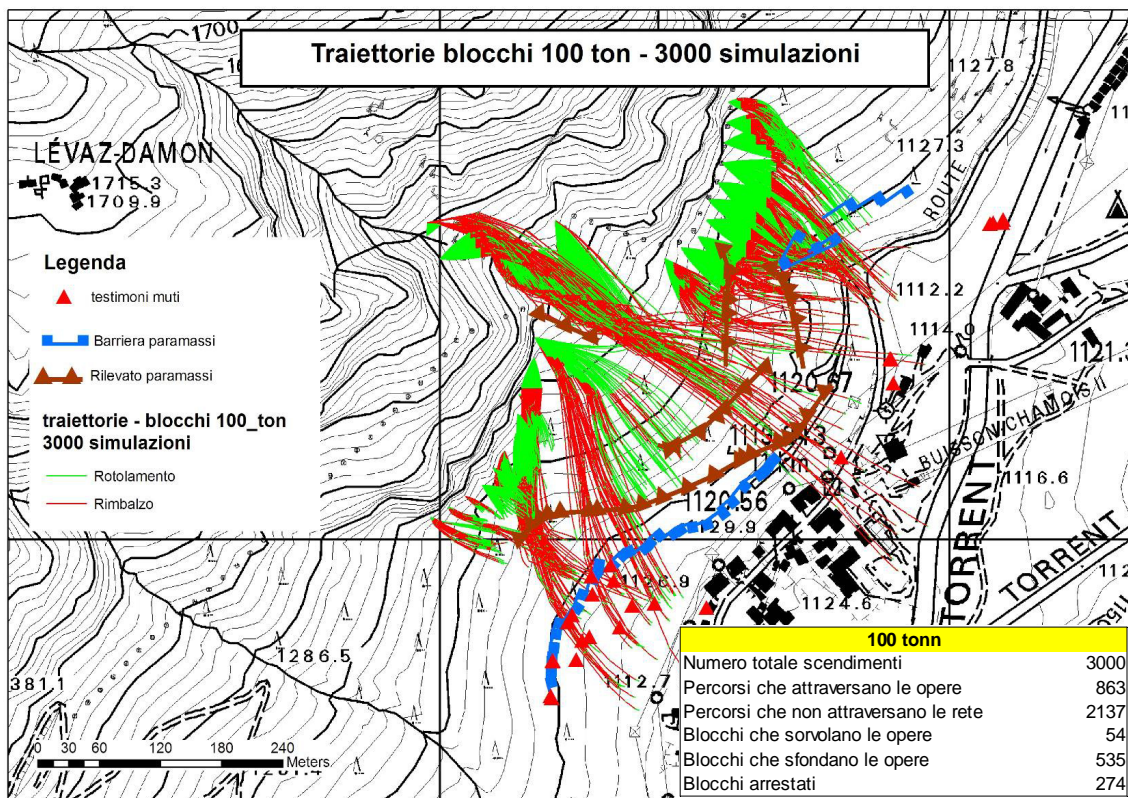 1700
Traiettorie blocchi 100 ton - 3000 simulazioni
1127.8
LÉVAZ-DAMON
1715.3
1709.9
1127.3
ROUTE
Legenda
testimoni muti
Barriera paramassi
Rilevato paramassi
traiettorie - blocchi 100_ton
3000 simulazioni
Rotolamento
Rimbalzo
1112.2
1114.0
1121.3
1120.57
BUISSON CHAMOIS II
1116.6
1120.56
1129.9
1126.9
1124.6
TORRENT
TORRENT
1286.5
1112.7
381.1
0 30 60 120 180 240
Meters
100 tonn
Numero totale scendimenti 3000
Percorsi che attraversano le opere 863
Percorsi che non attraversano le rete 2137
Blocchi che sorvolano le opere 54
Blocchi che sfondano le opere 535
Blocchi arrestati 274